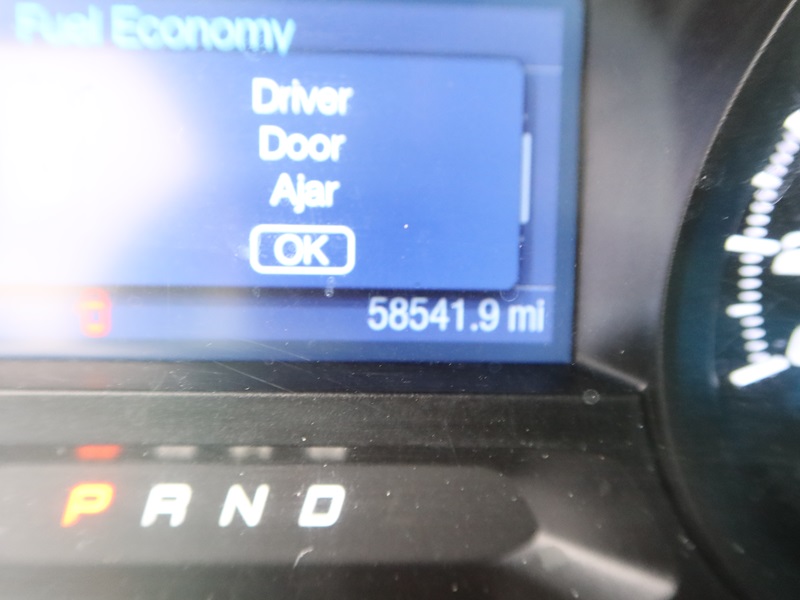 Fuel Economy
Driver
Door
Ajar
OK
58541.9 mi
P R N D